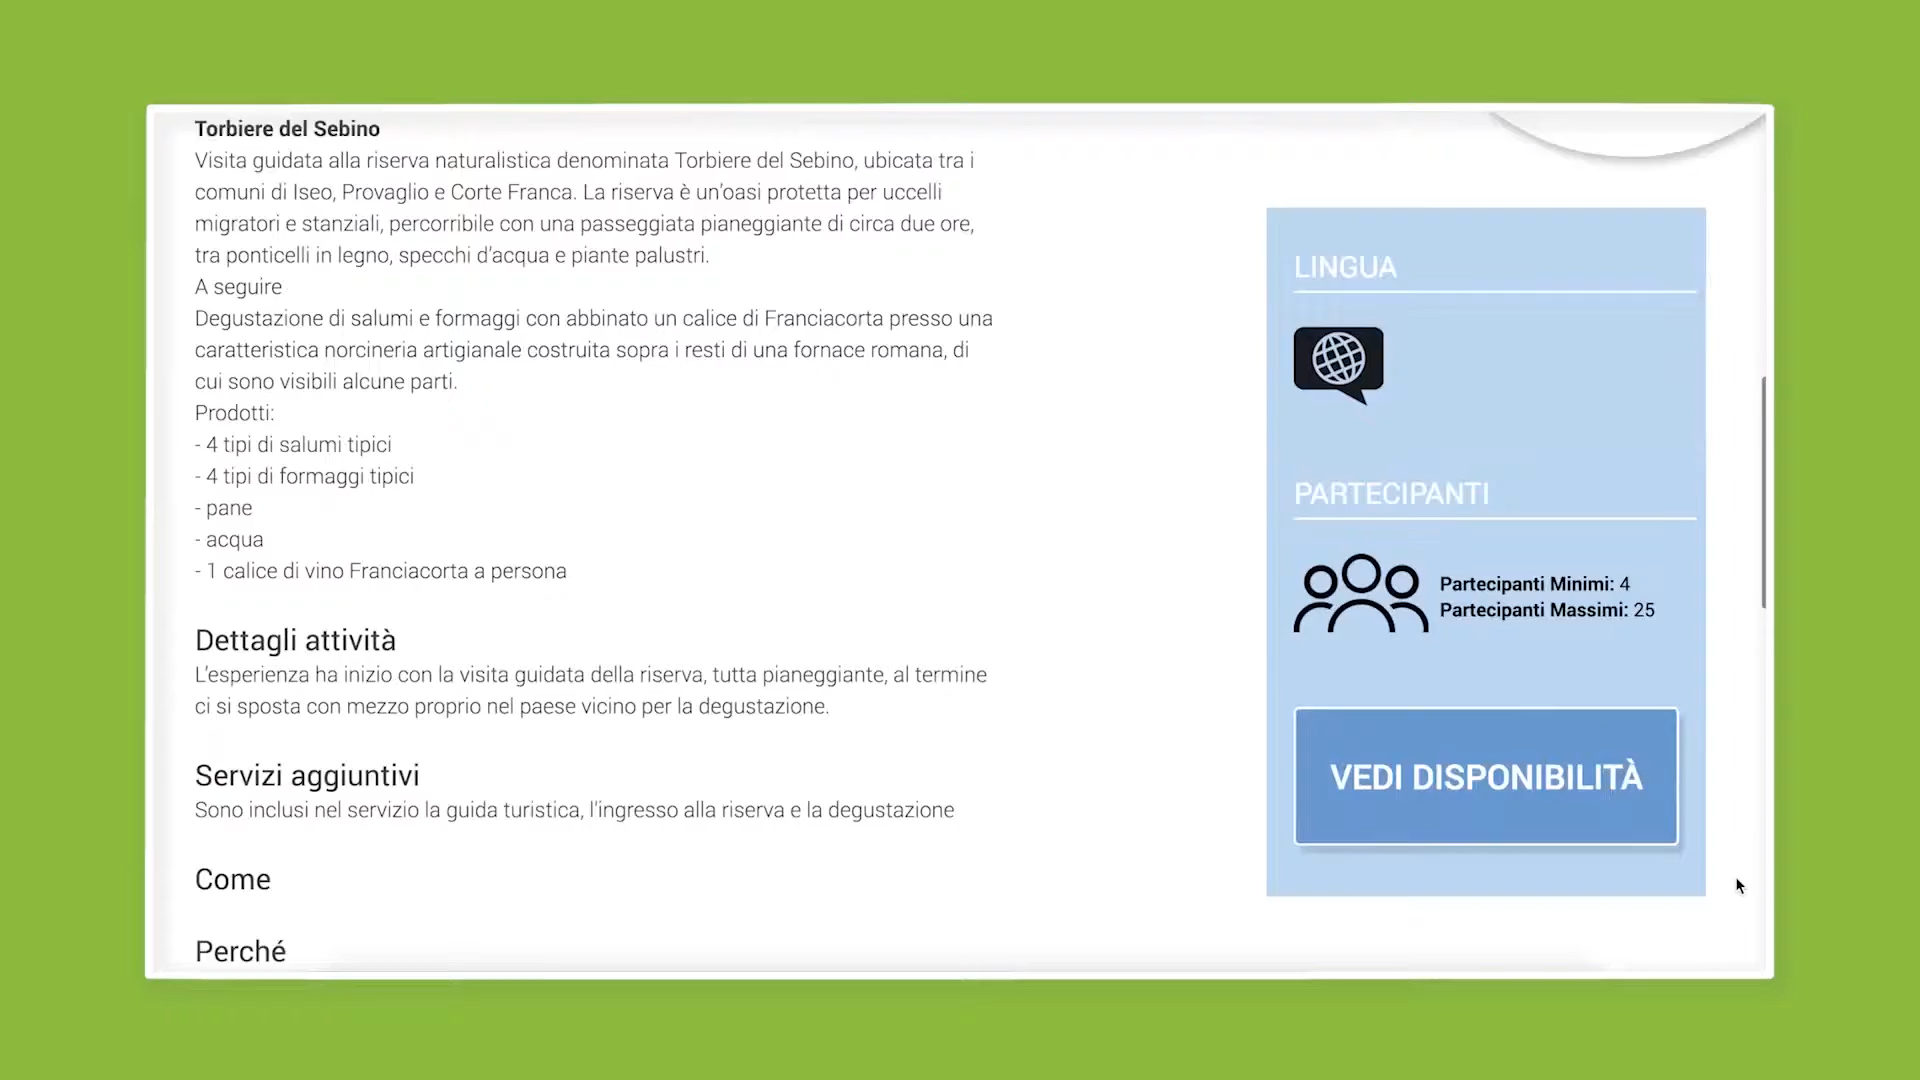 Torbiere del Sebino
Visita guidata alla riserva naturalistica denominata Torbiere del Sebino, ubicata tra i
comuni di Iseo, Provaglio e Corte Franca. La riserva è un'oasi protetta per uccelli
migratori e stanziali, percorribile con una passeggiata pianeggiante di circa due ore,
tra ponticelli in legno, specchi d'acqua e piante palustri.
A seguire
Degustazione di salumi e formaggi con abbinato un calice di Franciacorta presso una
caratteristica norcineria artigianale costruita sopra i resti di una fornace romana, di
cui sono visibili alcune parti.
Prodotti:
- 4 tipi di salumi tipici
- 4 tipi di formaggi tipici
- pane
- acqua
- 1 calice di vino Franciacorta a persona
Dettagli attività
L'esperienza ha inizio con la visita guidata della riserva, tutta pianeggiante, al termine
ci si sposta con mezzo proprio nel paese vicino per la degustazione.
Servizi aggiuntivi
Sono inclusi nel servizio la guida turistica, l'ingresso alla riserva e la degustazione
Come
Perché
LINGUA
PARTECIPANTI
Partecipanti Minimi: 4
Partecipanti Massimi: 25
VEDI DISPONIBILITÀ